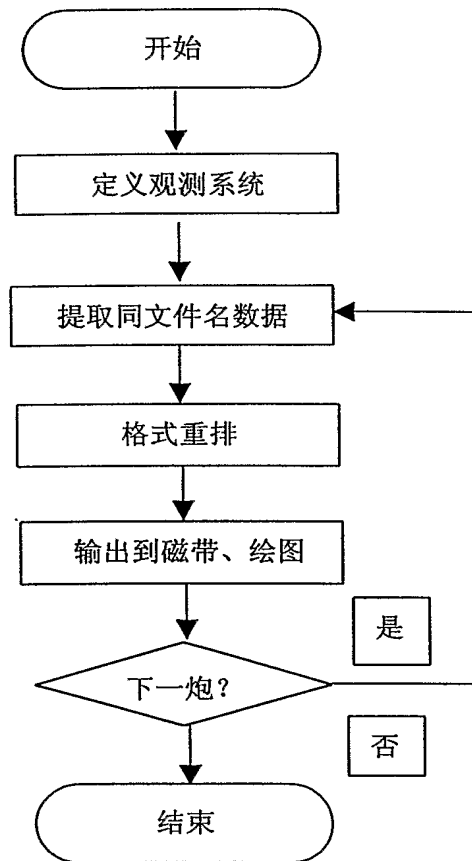 开始
定义观测系统
提取同文件名数据
格式重排
输出到磁带、绘图
是
下一炮？
否
结束